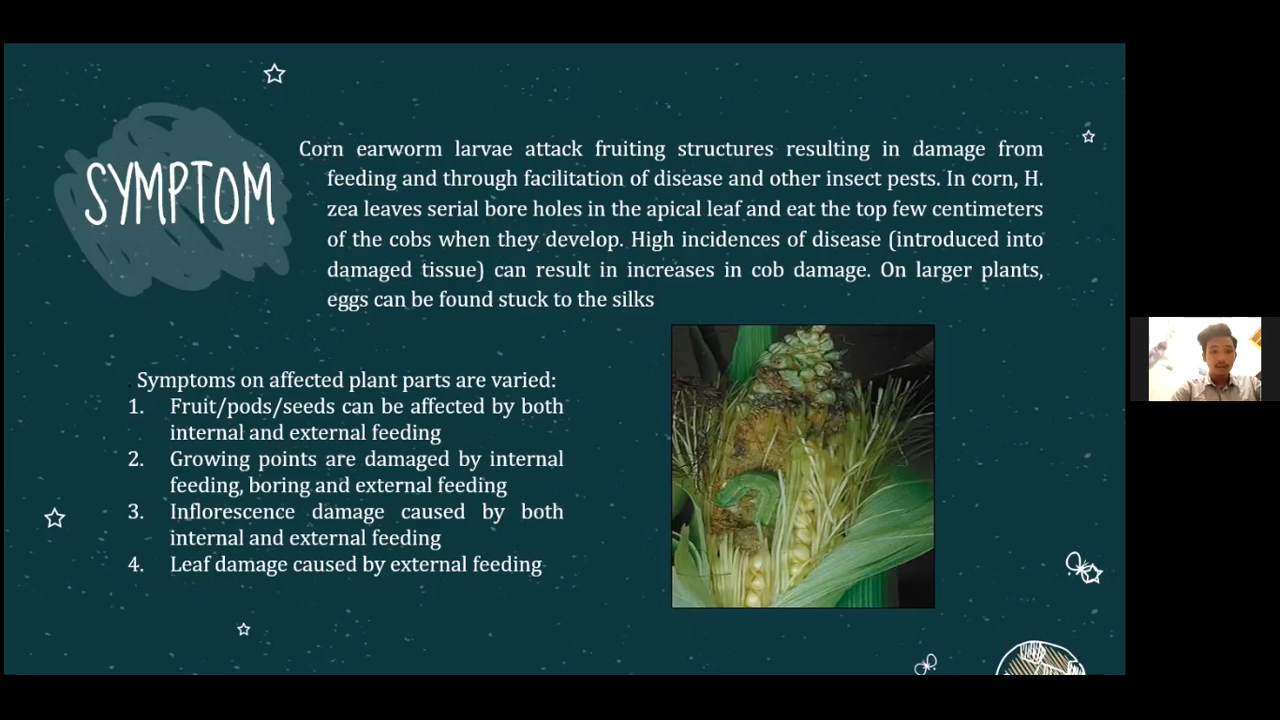 SYMPTOM
Corn earworm larvae attack fruiting structures resulting in damage from
feeding and through facilitation of disease and other insect pests. In corn, H.
zea leaves serial bore holes in the apical leaf and eat the top few centimeters
of the cobs when they develop. High incidences of disease (introduced into
damaged tissue) can result in increases in cob damage. On larger plants,
eggs can be found stuck to the silks
Symptoms on affected plant parts are varied:
1. Fruit/pods/seeds can be affected by both
internal and external feeding
2. Growing points are damaged by internal
feeding, boring and external feeding
3. Inflorescence damage caused by both
internal and external feeding
4. Leaf damage caused by external feeding